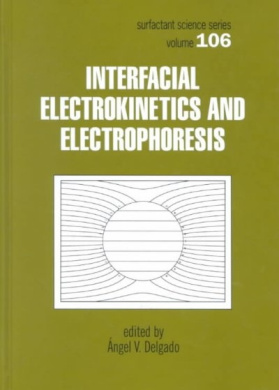 surfactant science series
volume 106
INTERFACIAL
ELECTROKINETICS AND
ELECTROPHORESIS
edited by
Ángel V. Delgado